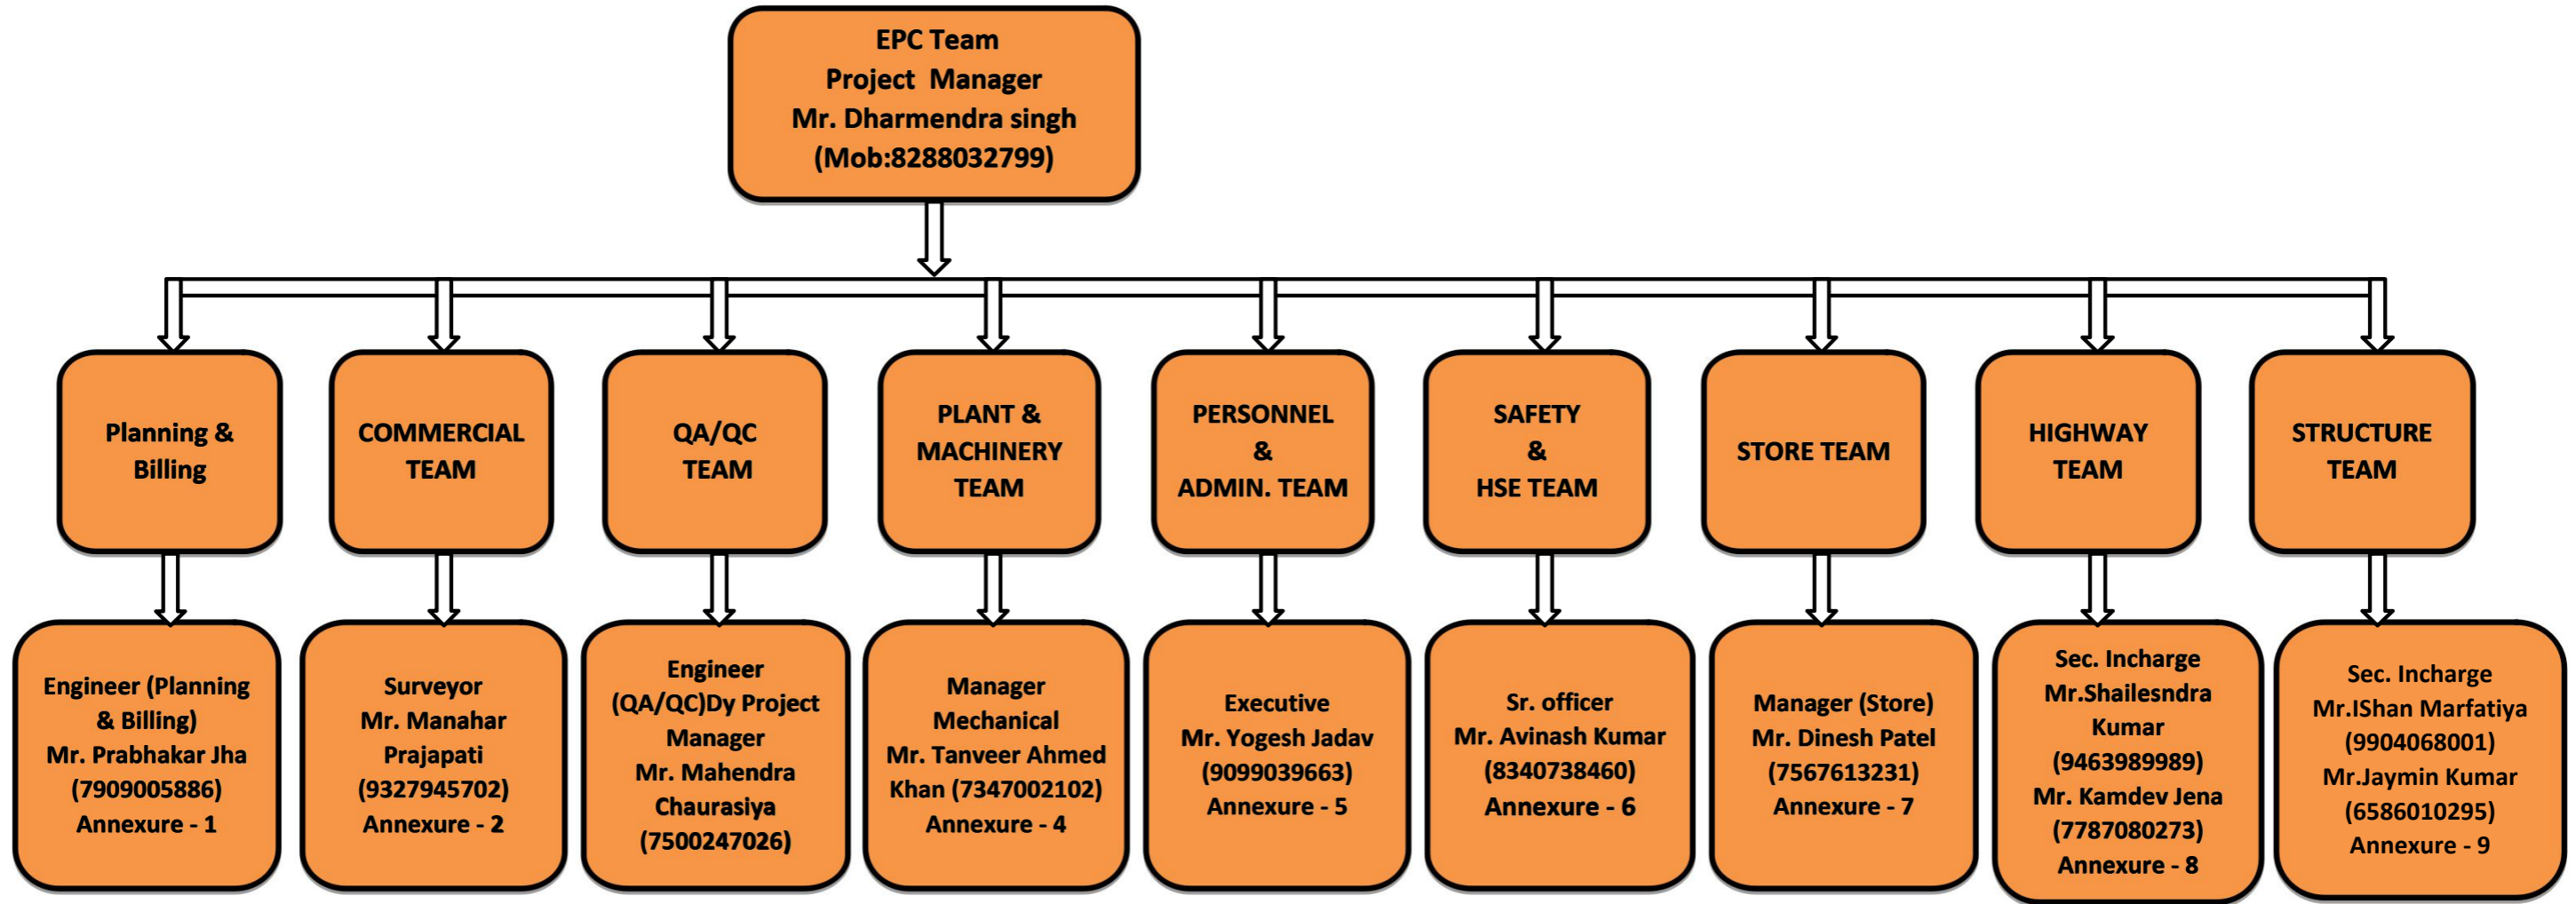 EPC Team
Project Manager
Mr. Dharmendra singh
(Mob:8288032799)
Planning &
Billing
COMMERCIAL
TEAM
QA/QC
TEAM
PLANT &
MACHINERY
TEAM
PERSONNEL
&
ADMIN. TEAM
SAFETY
&
HSE TEAM
STORE TEAM
HIGHWAY
TEAM
STRUCTURE
TEAM
Engineer (Planning
& Billing)
Mr. Prabhakar Jha
(7909005886)
Annexure - 1
Surveyor
Mr. Manahar
Prajapati
(9327945702)
Annexure - 2
Engineer
(QA/QC)Dy Project
Manager
Mr. Mahendra
Chaurasiya
(7500247026)
Manager
Mechanical
Mr. Tanveer Ahmed
Khan (7347002102)
Annexure - 4
Executive
Mr. Yogesh Jadav
(9099039663)
Annexure - 5
Sr. officer
Mr. Avinash Kumar
(8340738460)
Annexure - 6
Manager (Store)
Mr. Dinesh Patel
(7567613231)
Annexure - 7
Sec. Incharge
Mr.Shailesndra
Kumar
(9463989989)
Mr. Kamdev Jena
(7787080273)
Annexure - 8
Sec. Incharge
Mr.IShan Marfatiya
(9904068001)
Mr.Jaymin Kumar
(6586010295)
Annexure - 9